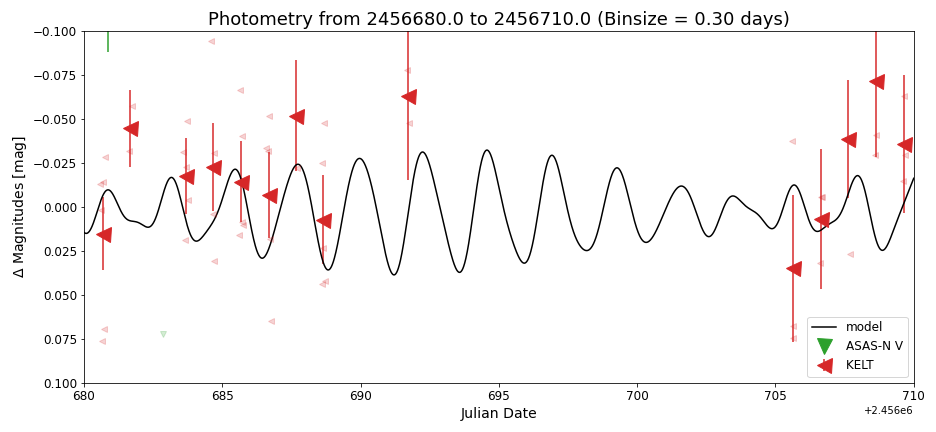 Photometry from 2456680.0 to 2456710.0 (Binsize = 0.30 days)
Δ Magnitudes [mag]
−0.100
−0.075
−0.050
−0.025
0.000
0.025
0.050
0.075
0.100
model
ASAS-N V
KELT
680 685 690 695 700 705 710
Julian Date
+2.456e6